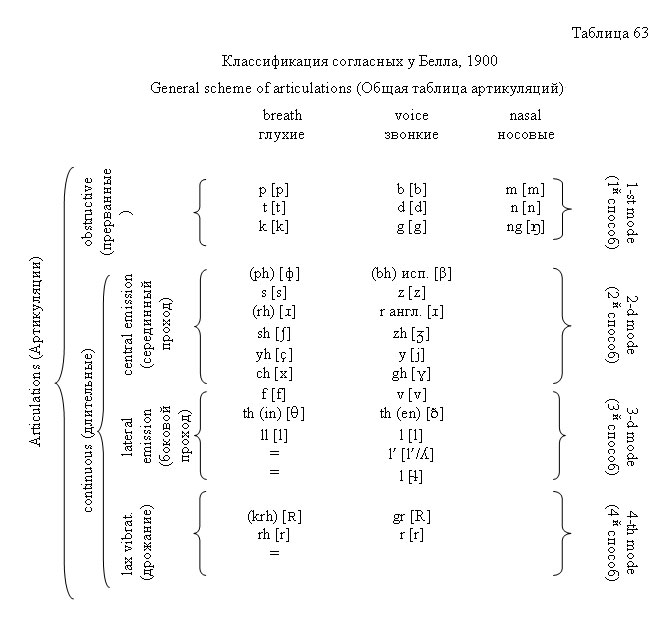 Таблица 63
Классификация согласных у Белла, 1900
General scheme of articulations (Общая таблица артикуляций)
breath voice nasal
глухие звонкие носовые
Articulations (Артикуляции)
obstructive
(прерванные
)
p [p] b [b] m [m]
t [t] d [d] n [n]
k [k] g [g] ng [ŋ]
1-st mode
(1й способ)
continuous (длительные)
central emission
(серединный
проход)
(ph) [ɸ] (bh) исп. [β]
s [s] z [z]
(rh) [ɪ] r англ. [ɪ]
sh [ʃ] zh [ʒ]
yh [ç] y [j]
ch [x] gh [ɣ]
2-d mode
(2й способ)
lateral
emission
(боковой
проход)
f [f] v [v]
th (in) [θ] th (en) [ð]
ll [l] l [l]
= l′ [l′/ʎ]
= l [ɫ]
3-d mode
(3й способ)
lax vibrat.
(дрожание)
(krh) [R] gr [R]
rh [r] r [r]
=
4-th mode
(4й способ)